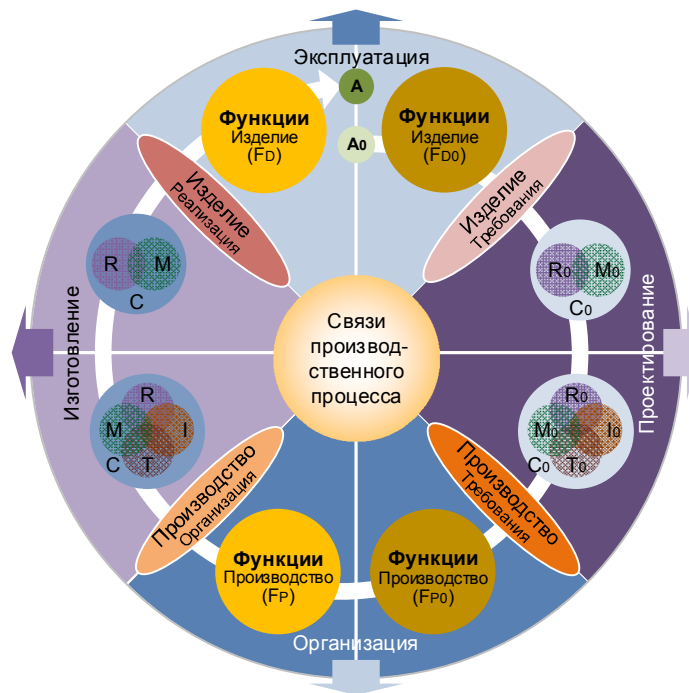 Эксплуатация
A
A0
Функции
Изделие
(FD)
Функции
Изделие
(FD0)
Изделие
Реализация
Изделие
Требования
R M
C
R0 M0
C0
Изготовление
Связи
производ-
ственного
процесса
Проектирование
R
M I
C T
R0
M0 I0
C0 T0
Производство
Организация
Производство
Требования
Функции
Производство
(FP)
Функции
Производство
(FP0)
Организация